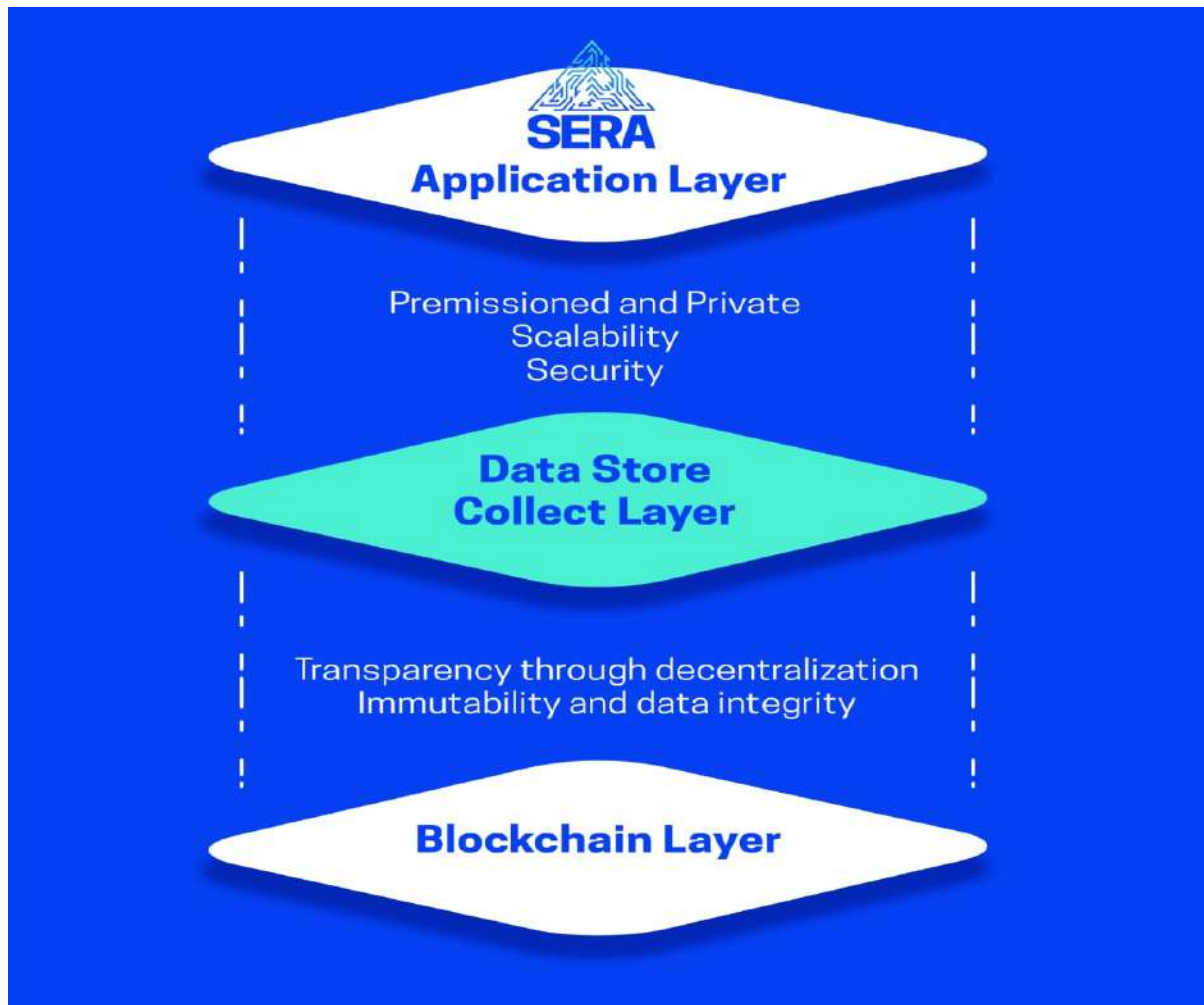 SERA
Application Layer
Premissioned and Private
Scalability
Security
Data Store
Collect Layer
Transparency through decentralization
Immutability and data integrity
Blockchain Layer